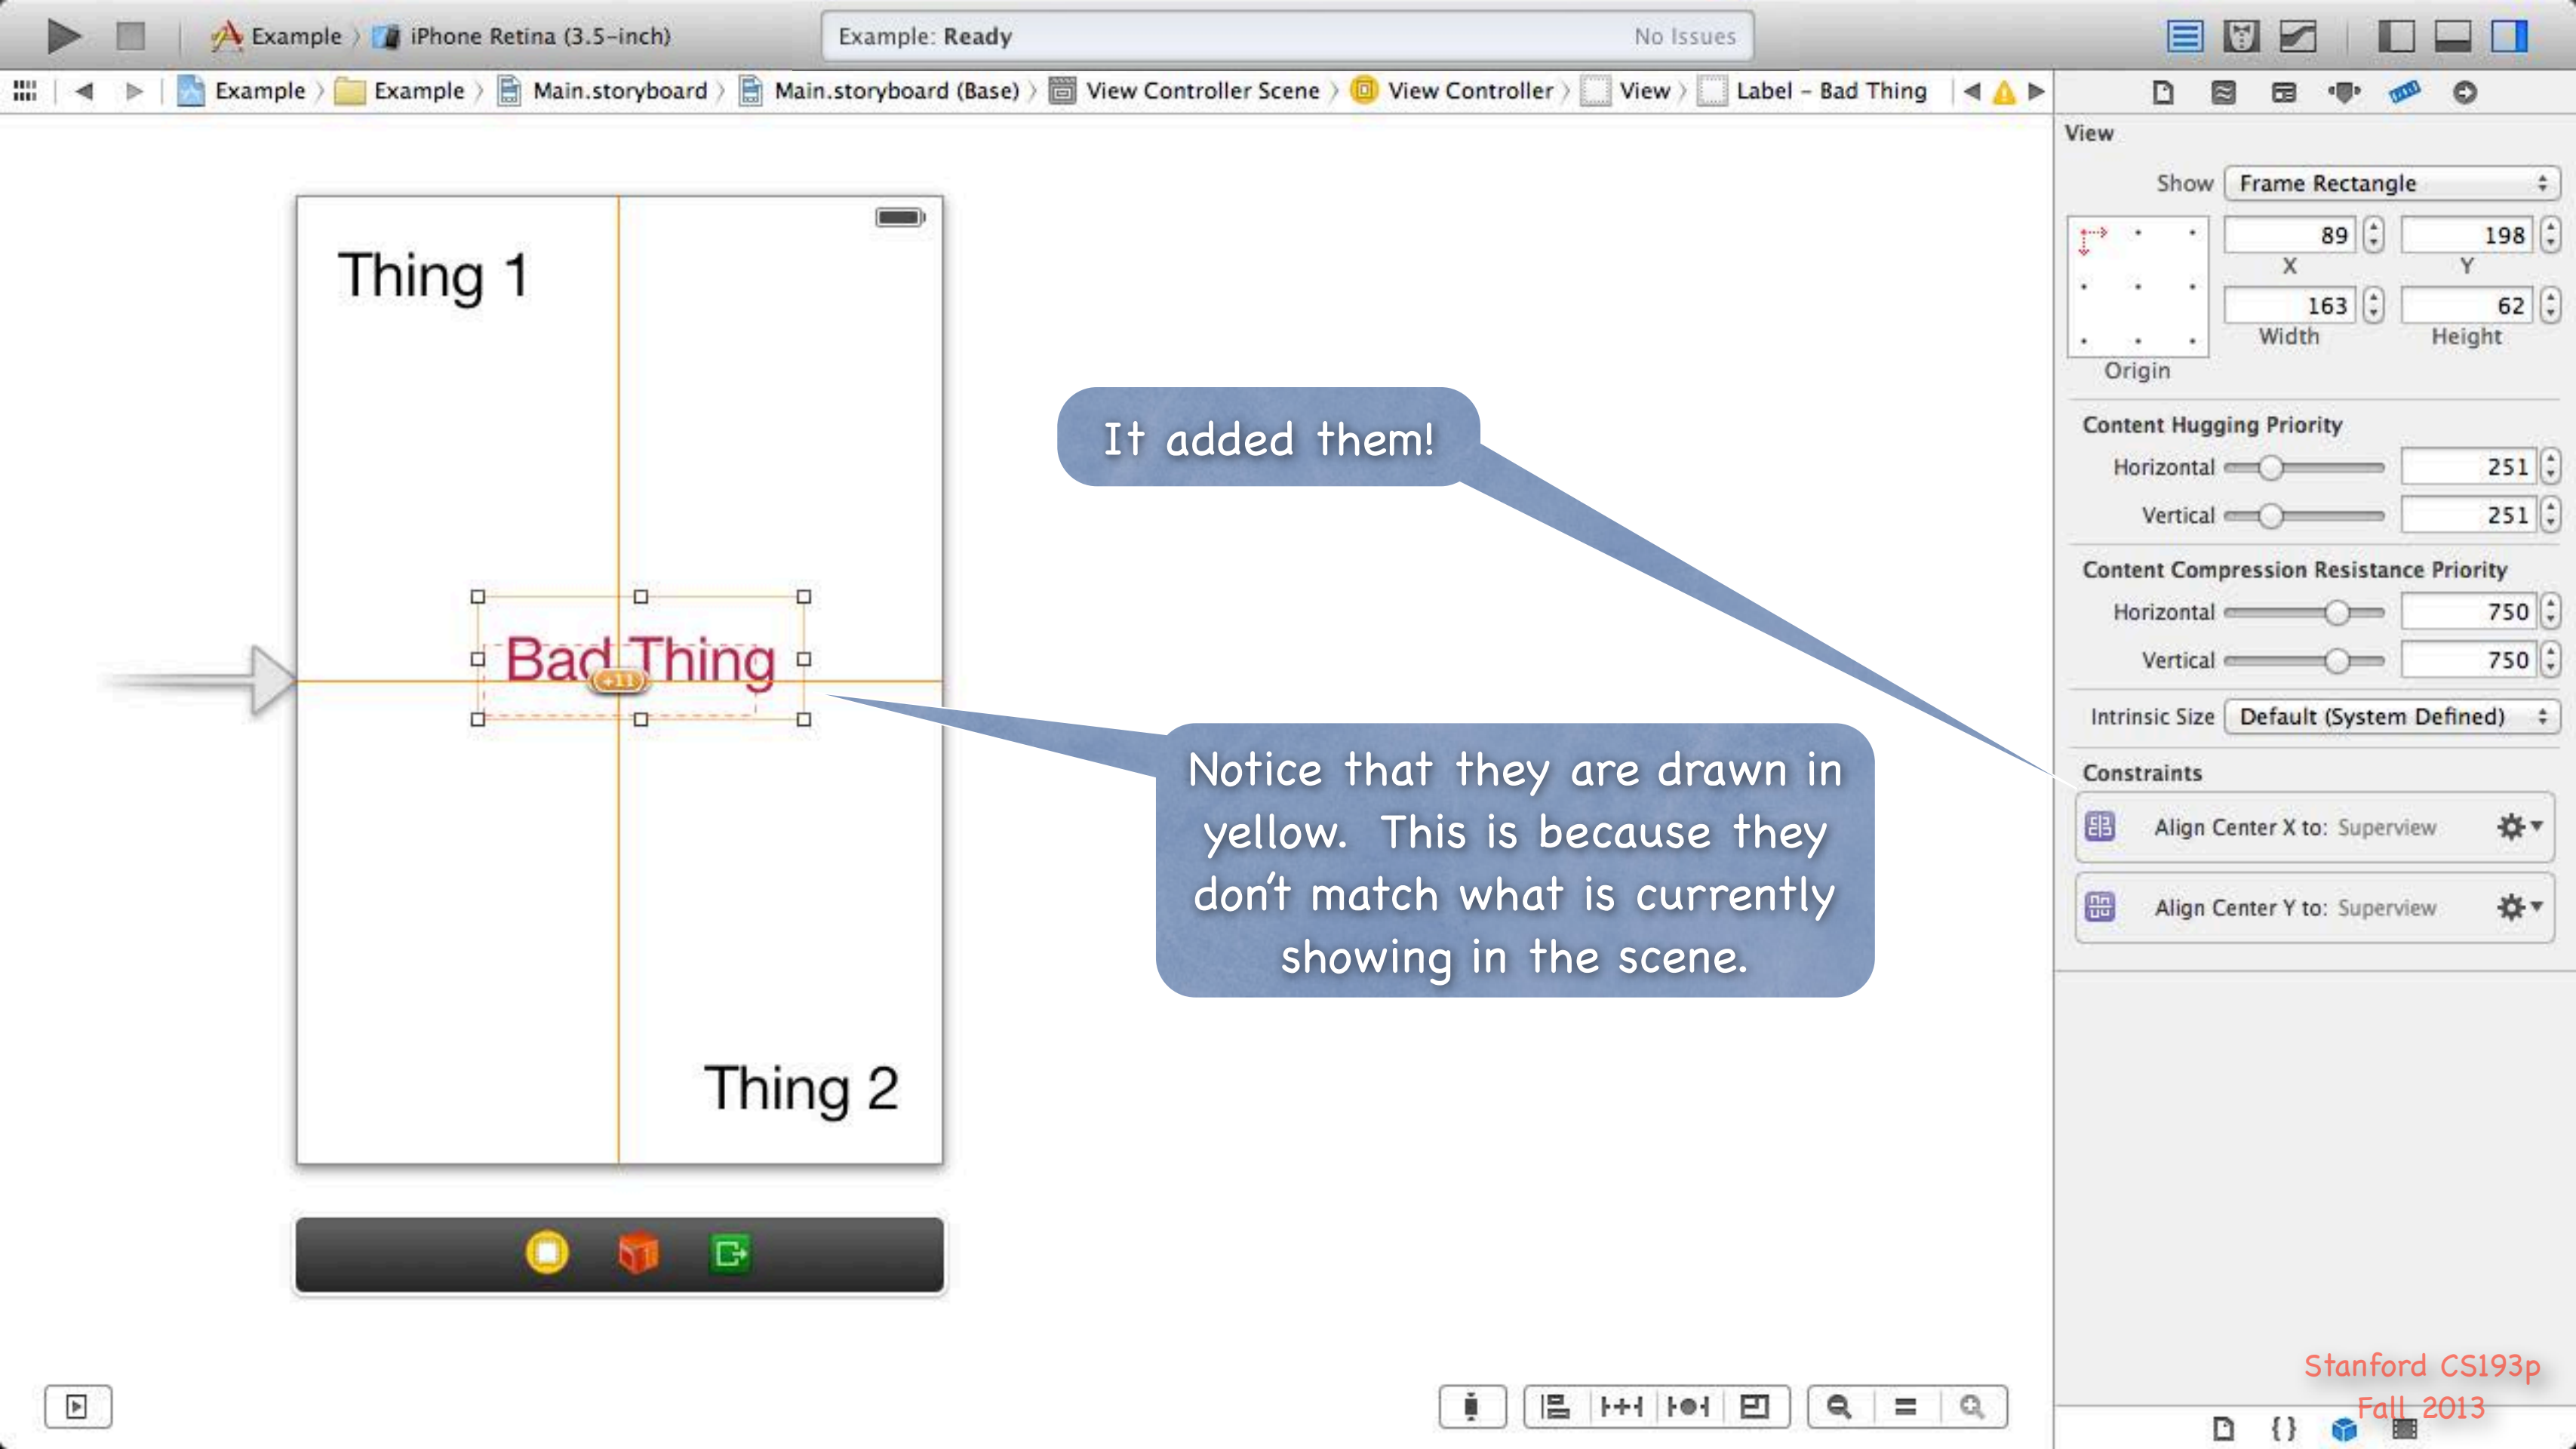 Example
iPhone Retina (3.5-inch)
Example: Ready
No Issues
Example
Example
Main.storyboard
Main.storyboard (Base)
View Controller Scene
View Controller
View
Label - Bad Thing
View
Show
Frame Rectangle
89
198
X
Y
163
62
Width
Height
Origin
Content Hugging Priority
Horizontal
251
Vertical
251
Content Compression Resistance Priority
Horizontal
750
Vertical
750
Intrinsic Size
Default (System Defined)
Constraints
Align Center X to: Superview
Align Center Y to: Superview
Thing 1
Bad Thing
+11
Thing 2
It added them!
Notice that they are drawn in
yellow. This is because they
don't match what is currently
showing in the scene.
Stanford CS193p
Fall 2013